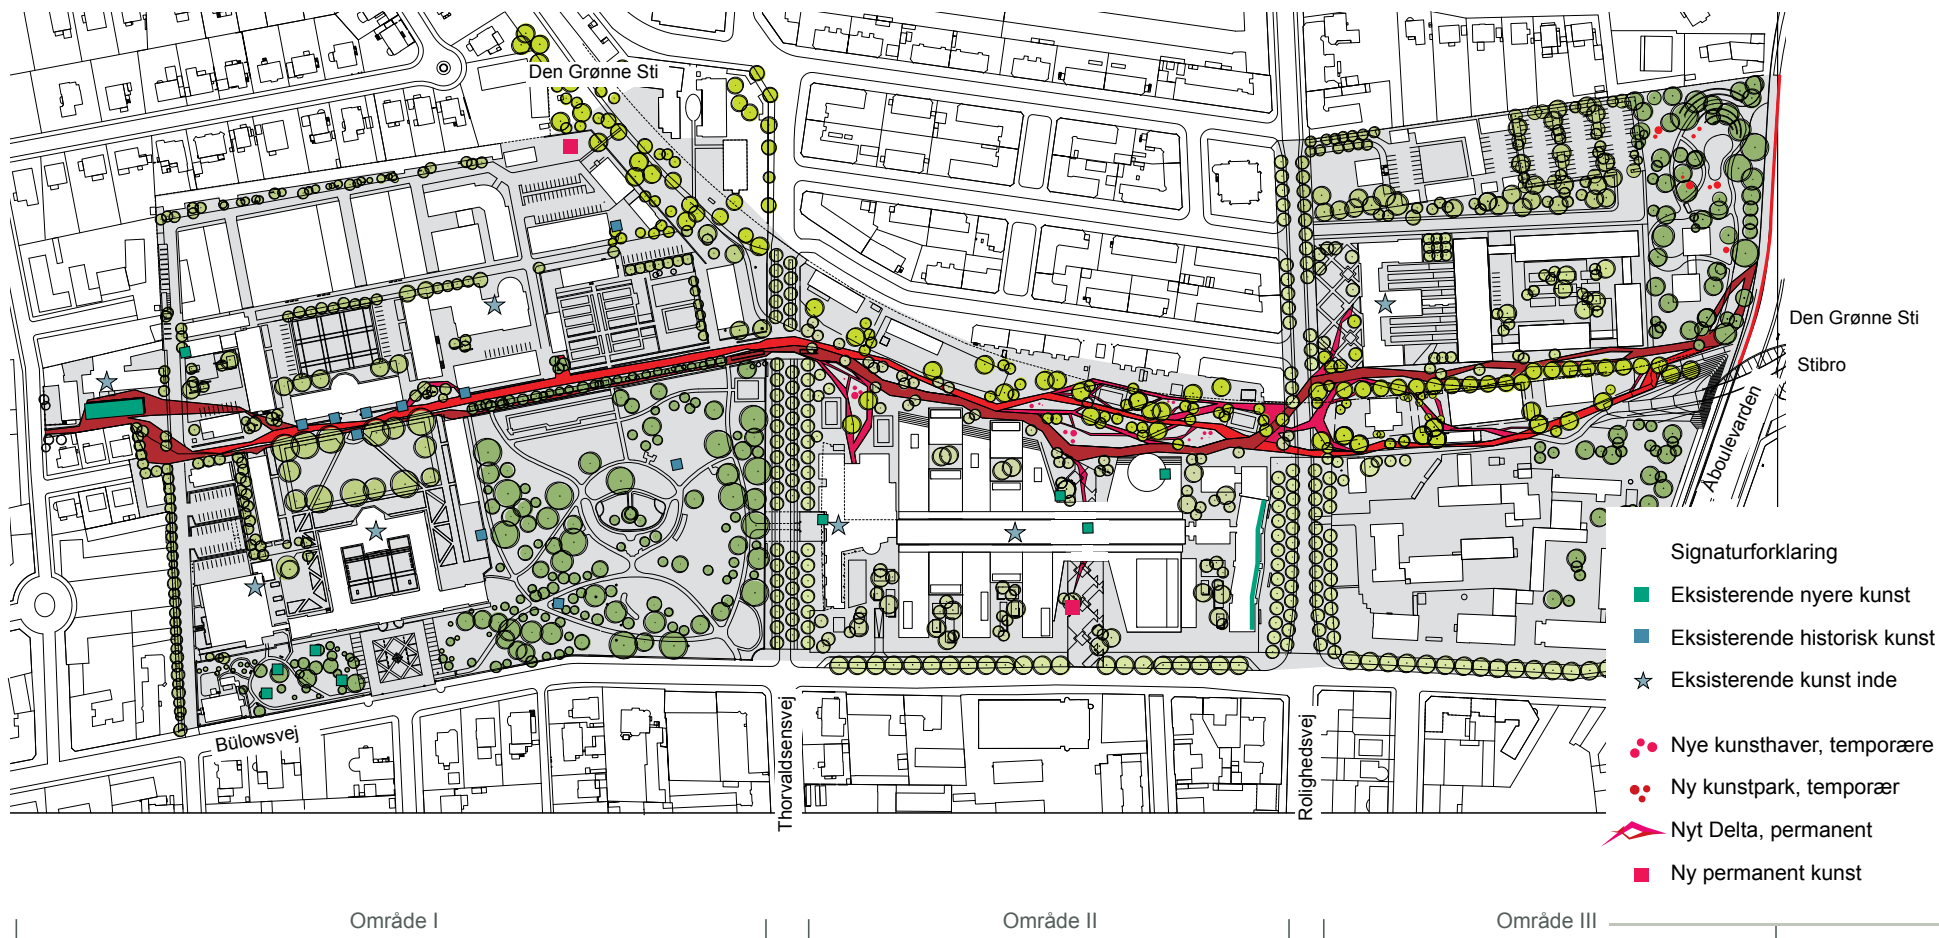 Den Grønne Sti
Den Grønne Sti
Stibro
Åboulevarden
Bülowsvej
Thorvaldsensvej
Rolighedsvej
Signaturforklaring
Eksisterende nyere kunst
Eksisterende historisk kunst
Eksisterende kunst inde
Nye kunsthaver, temporære
Ny kunstpark, temporær
Nyt Delta, permanent
Ny permanent kunst
Område I
Område II
Område III